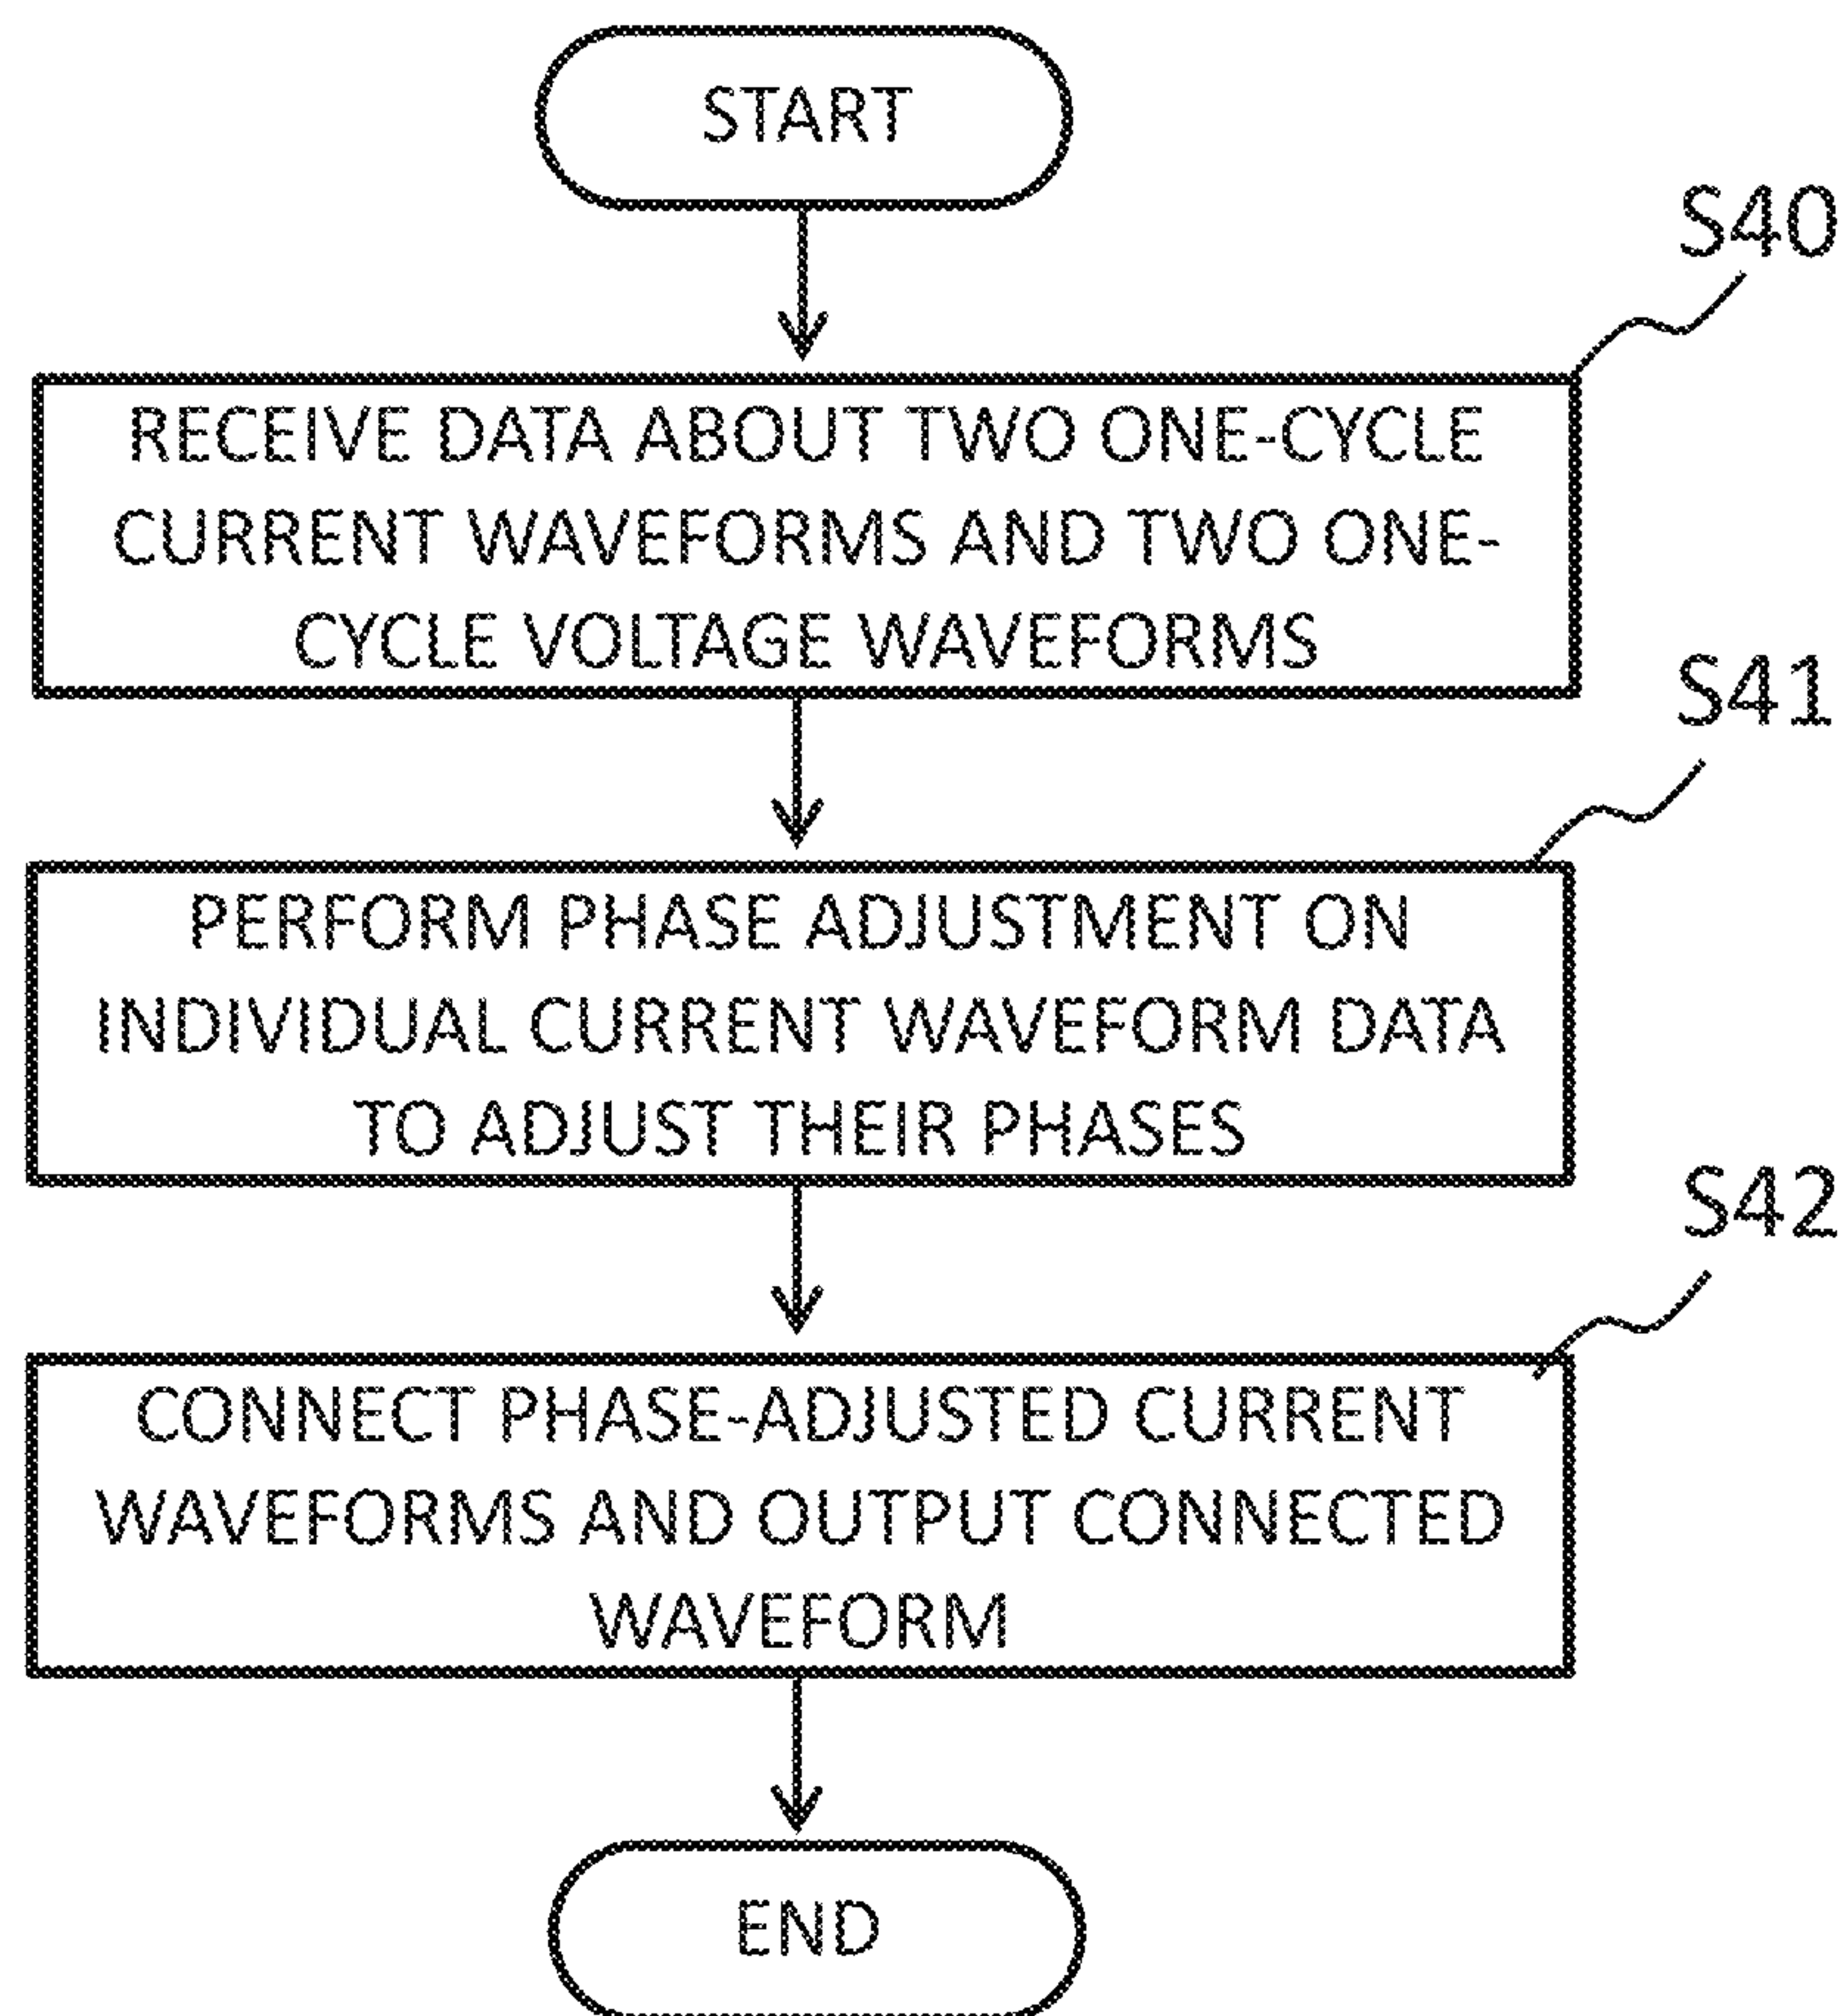 START
S40
RECEIVE DATA ABOUT TWO ONE-CYCLE
CURRENT WAVEFORMS AND TWO ONE-
CYCLE VOLTAGE WAVEFORMS
S41
PERFORM PHASE ADJUSTMENT ON
INDIVIDUAL CURRENT WAVEFORM DATA
TO ADJUST THEIR PHASES
S42
CONNECT PHASE-ADJUSTED CURRENT
WAVEFORMS AND OUTPUT CONNECTED
WAVEFORM
END